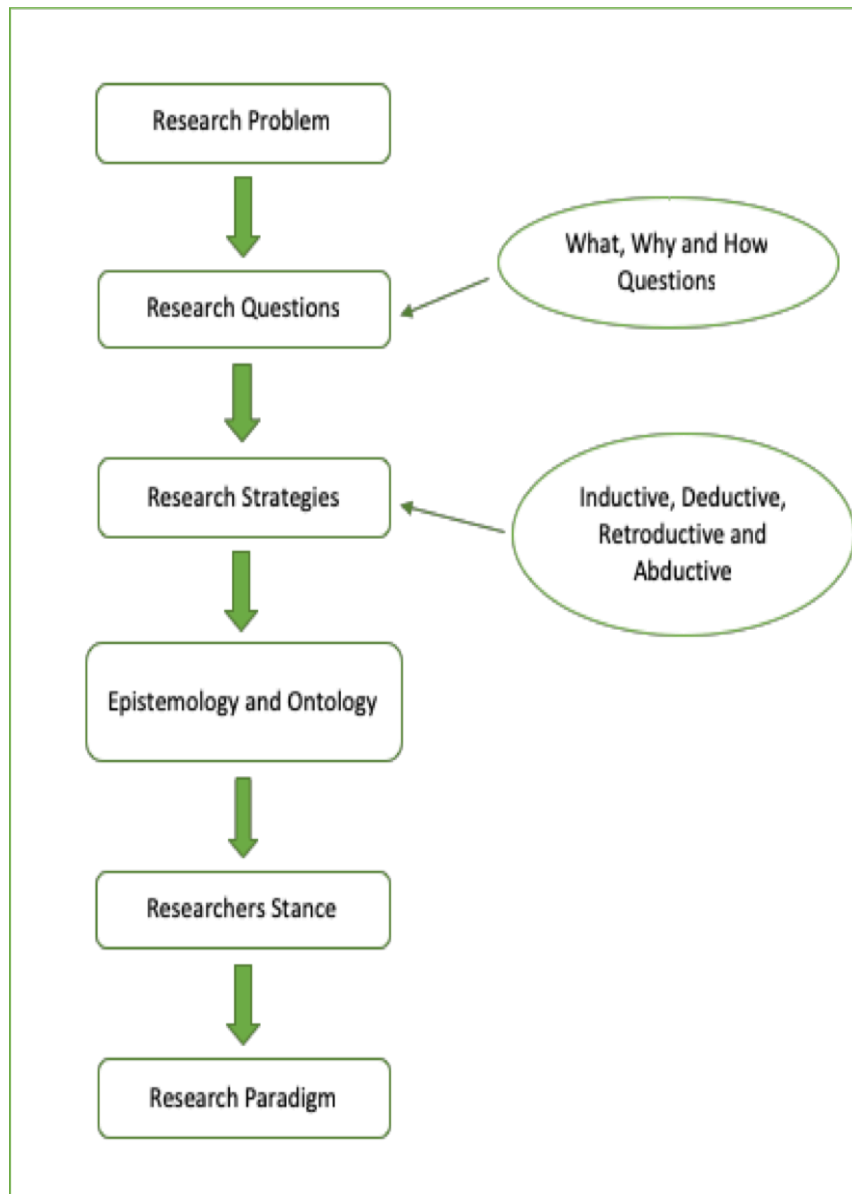 Research Problem
What, Why and How
Questions
Research Questions
Research Strategies
Inductive, Deductive,
Retroductive and
Abductive
Epistemology and Ontology
Researchers Stance
Research Paradigm